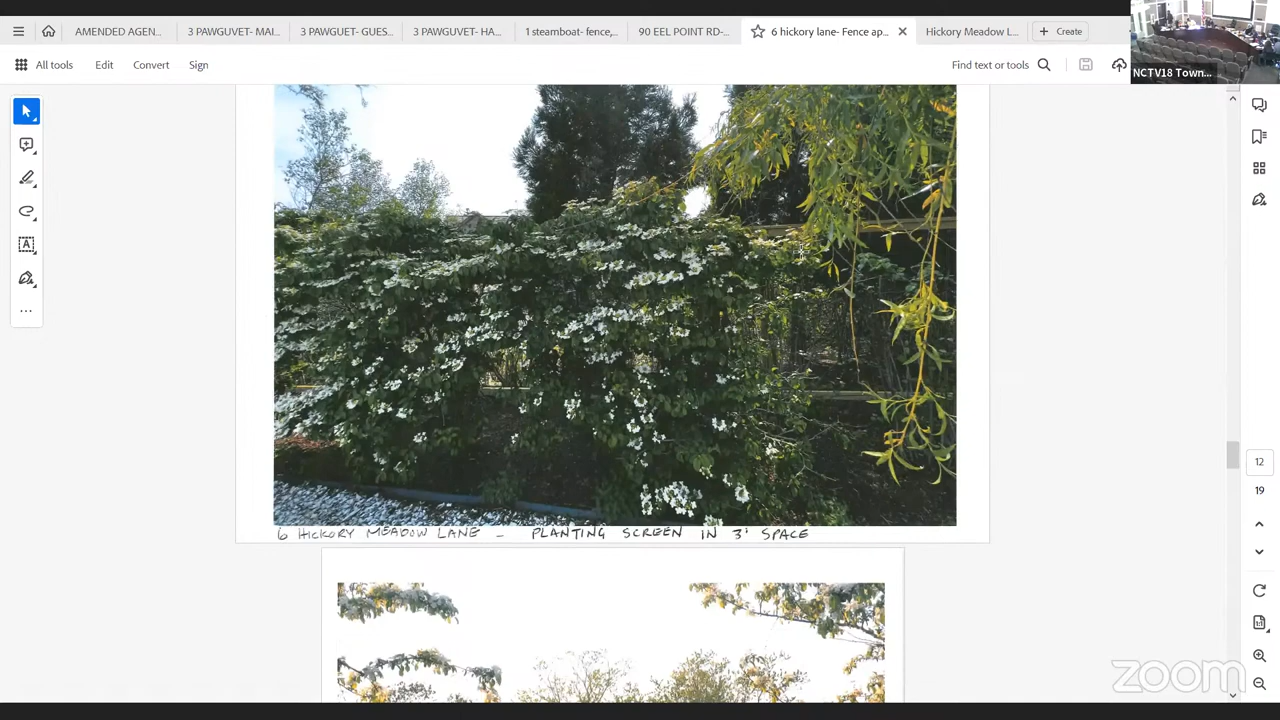 AMENDED AGEN...
3 PAWGUVET- MAI...
3 PAWGUET- GUES...
3 PAWGUVET- HA...
1 steamboat- fence,...
90 EEL POINT RD-...
6 hickory lane- Fence ap...
Hickory Meadow L...
Create
NCTV18 Town...
All tools
Edit
Convert
Sign
Find text or tools
12
19
6 HICKORY MEADOW LANE - PLANTING SCREEN IN 3' SPACE
zoom